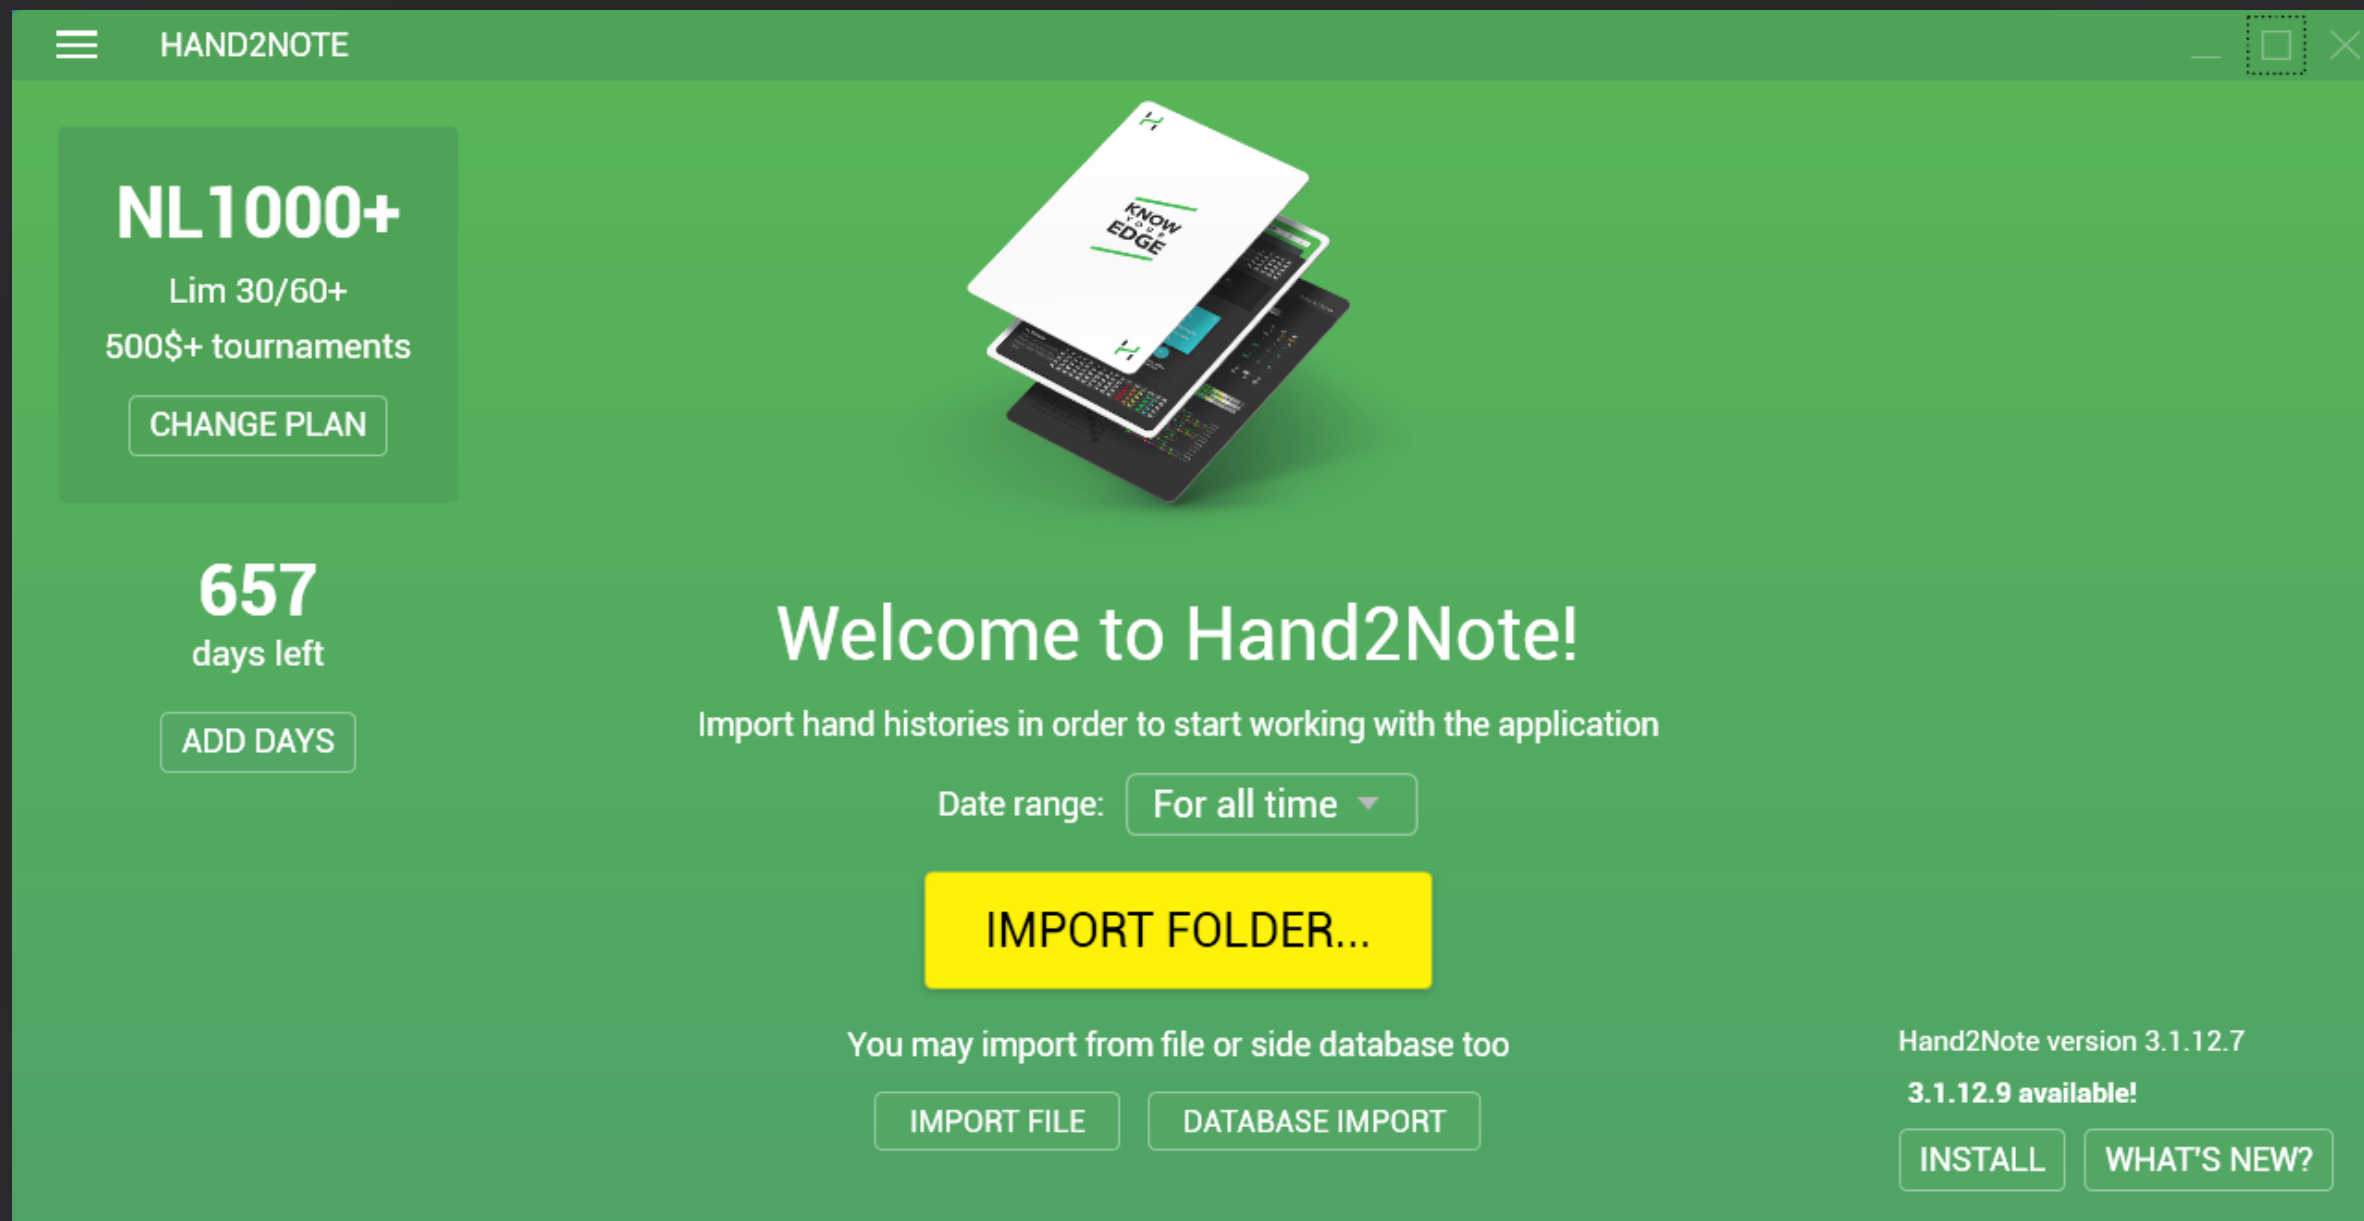 HAND2NOTE
NL1000+
Lim 30/60+
500$+ tournaments
CHANGE PLAN
657
days left
ADD DAYS
KNOW
YOUR
EDGE
Welcome to Hand2Note!
Import hand histories in order to start working with the application
Date range: For all time
IMPORT FOLDER...
You may import from file or side database too
IMPORT FILE DATABASE IMPORT
Hand2Note version 3.1.12.7
3.1.12.9 available!
INSTALL WHAT'S NEW?